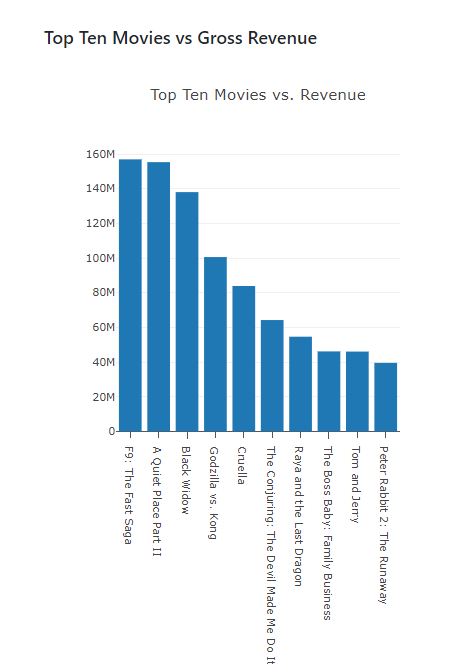 Top Ten Movies vs Gross Revenue
Top Ten Movies vs. Revenue
160M
140M
120M
100M
80M
60M
40M
20M
0
F9: The Fast Saga
A Quiet Place Part II
Black Widow
Godzilla vs. Kong
Cruella
The Conjuring: The Devil Made Me Do It
Raya and the Last Dragon
The Boss Baby: Family Business
Tom and Jerry
Peter Rabbit 2: The Runaway